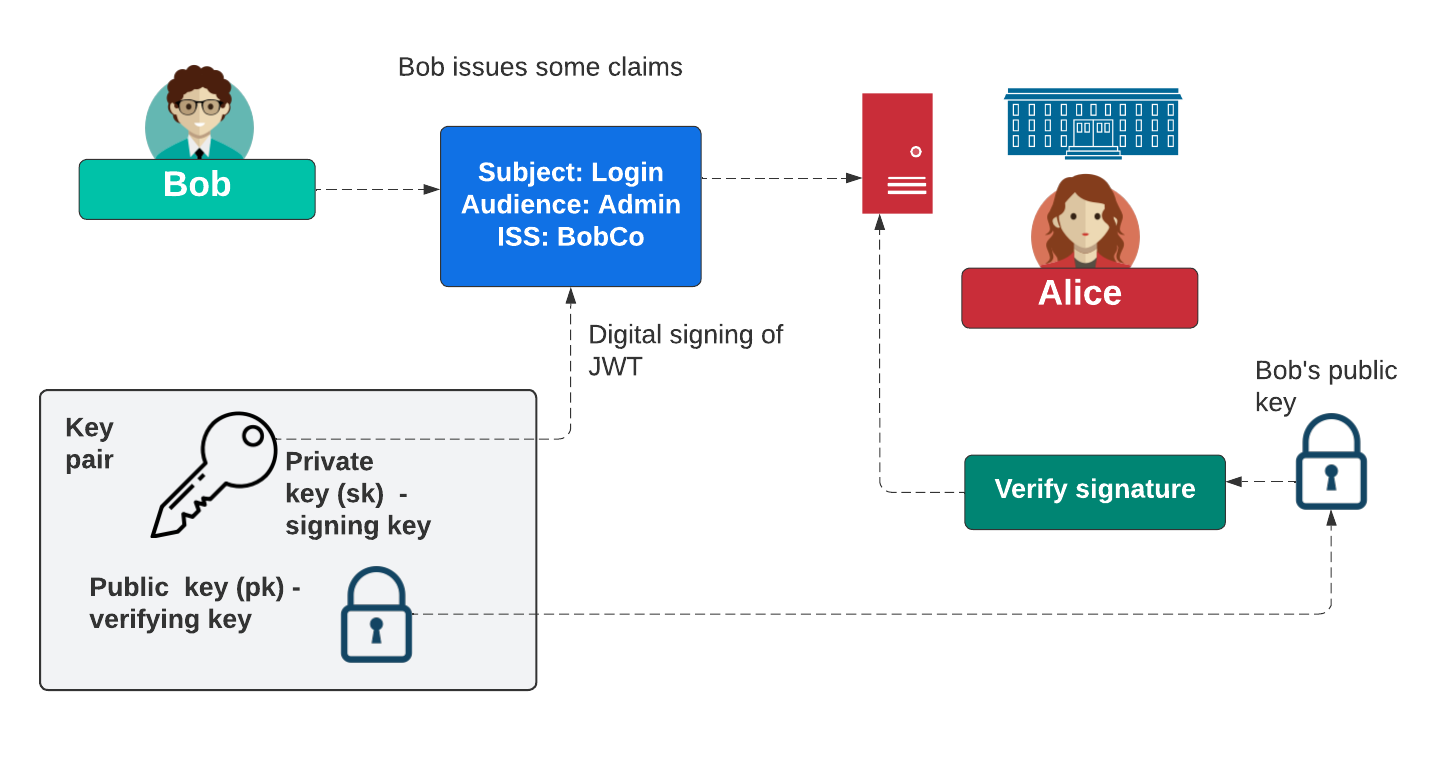 Bob issues some claims
Bob
Subject: Login
Audience: Admin
ISS: BobCo
Alice
Digital signing of
JWT
Bob's public
key
Key
pair
Private
key (sk)  -
signing key
Verify signature
Public  key (pk) -
verifying key